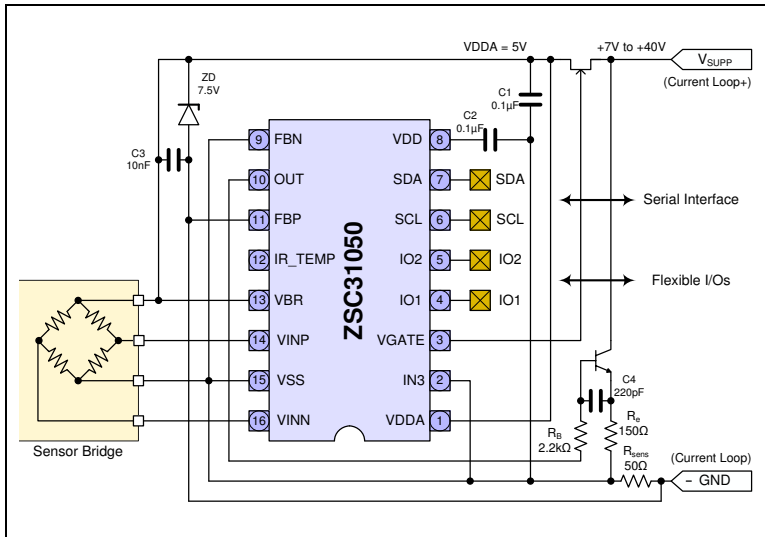 VDDA = 5V
+7V to +40V
VSUPP
(Current Loop+)
ZD
7.5V
C1
0.1µF
C2
0.1µF
C3
10nF
9 FBN
VDD 8
10 OUT
SDA 7
SDA
11 FBP
SCL 6
SCL
Serial Interface
12 IR_TEMP
IO2 5
IO2
13 VBR
IO1 4
IO1
Flexible I/Os
14 VINP
VGATE 3
15 VSS
IN3 2
16 VINN
VDDA 1
ZSC31050
C4
220pF
Re
150Ω
RB
2.2kΩ
Rsens
50Ω
(Current Loop)
- GND
Sensor Bridge